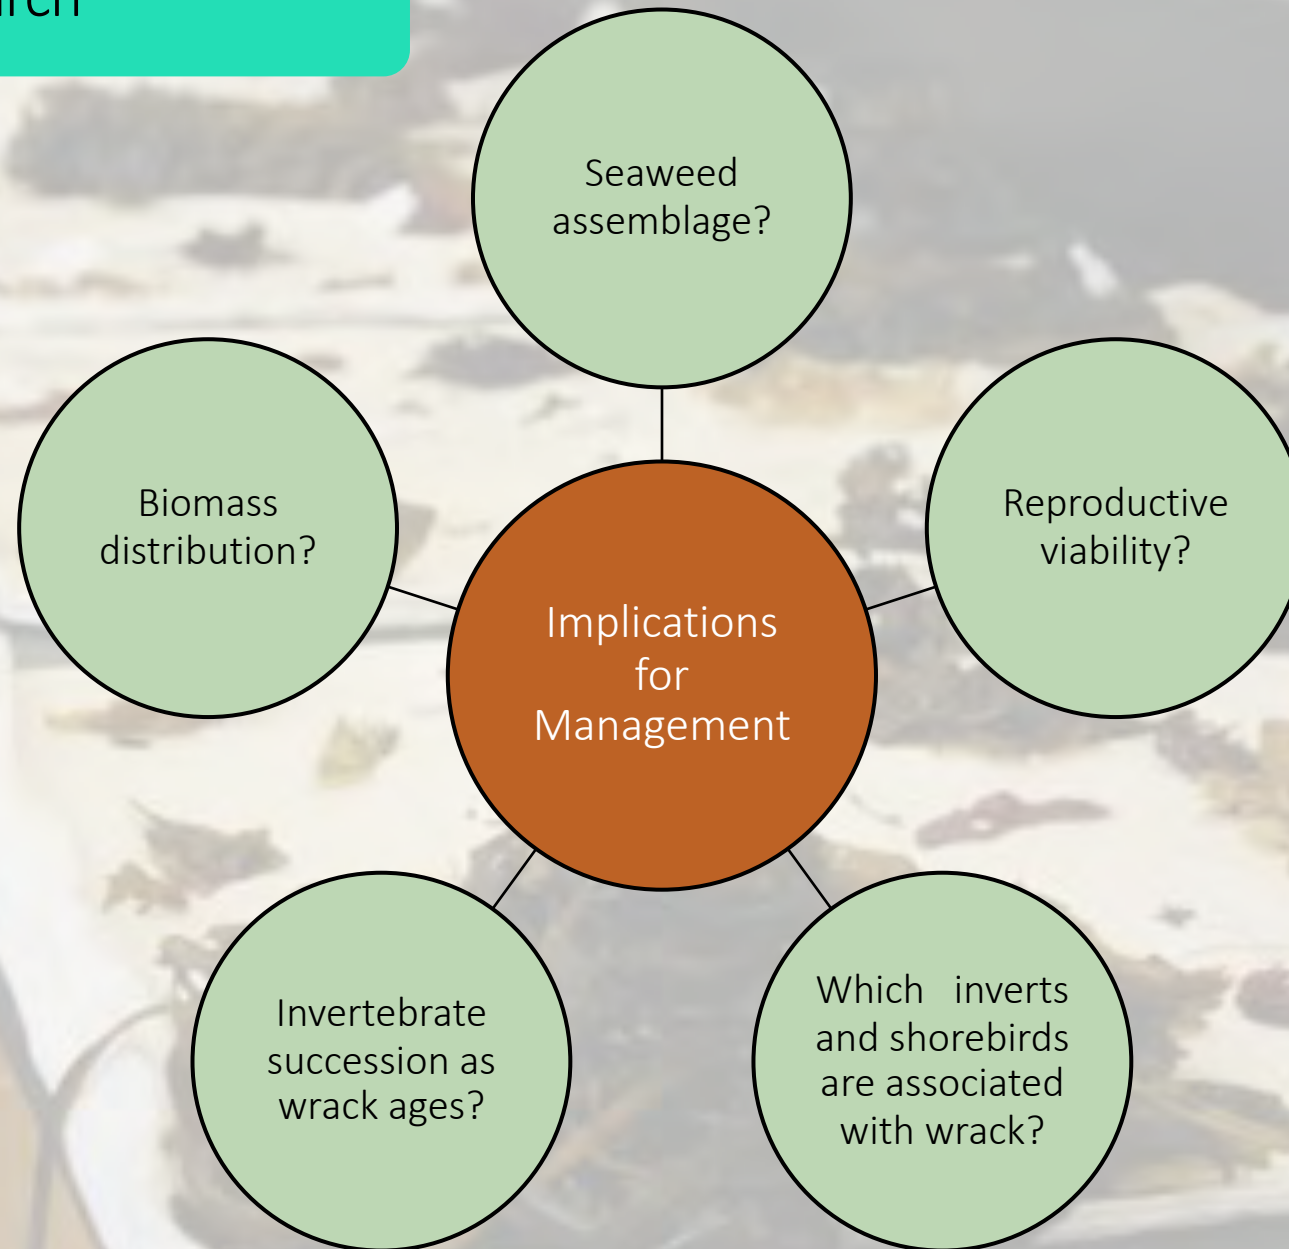 Seaweed
assemblage?
Biomass
distribution?
Reproductive
viability?
Implications
for
Management
Invertebrate
succession as
wrack ages?
Which inverts
and shorebirds
are associated
with wrack?